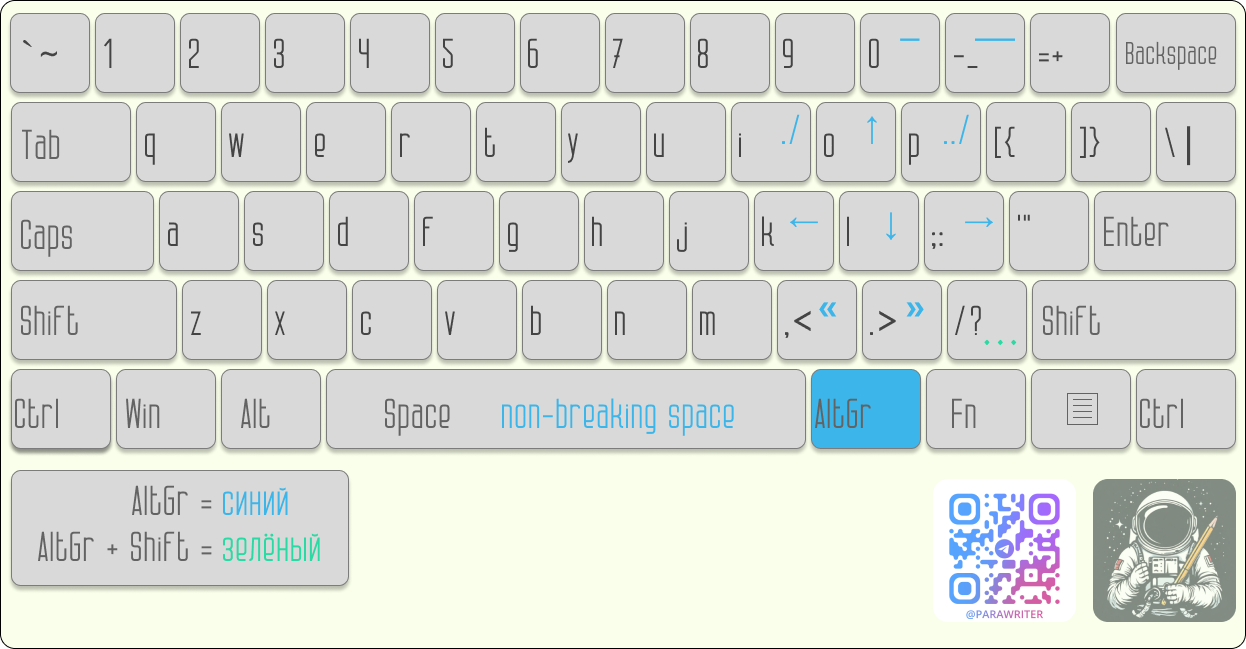 `~ 1 2 3 4 5 6 7 8 9 0 – -_ — =+ Backspace
Tab q w e r t y u i ./ o ↑ p ../ [{ ]} \|
Caps a s d f g h j k ← l ↓ ;: → '" Enter
Shift z x c v b n m ,< « .> » /? ... Shift
Ctrl Win Alt Space non-breaking space AltGr Fn Ctrl
AltGr = синий
AltGr + Shift = зелёный
@PARAWRITER